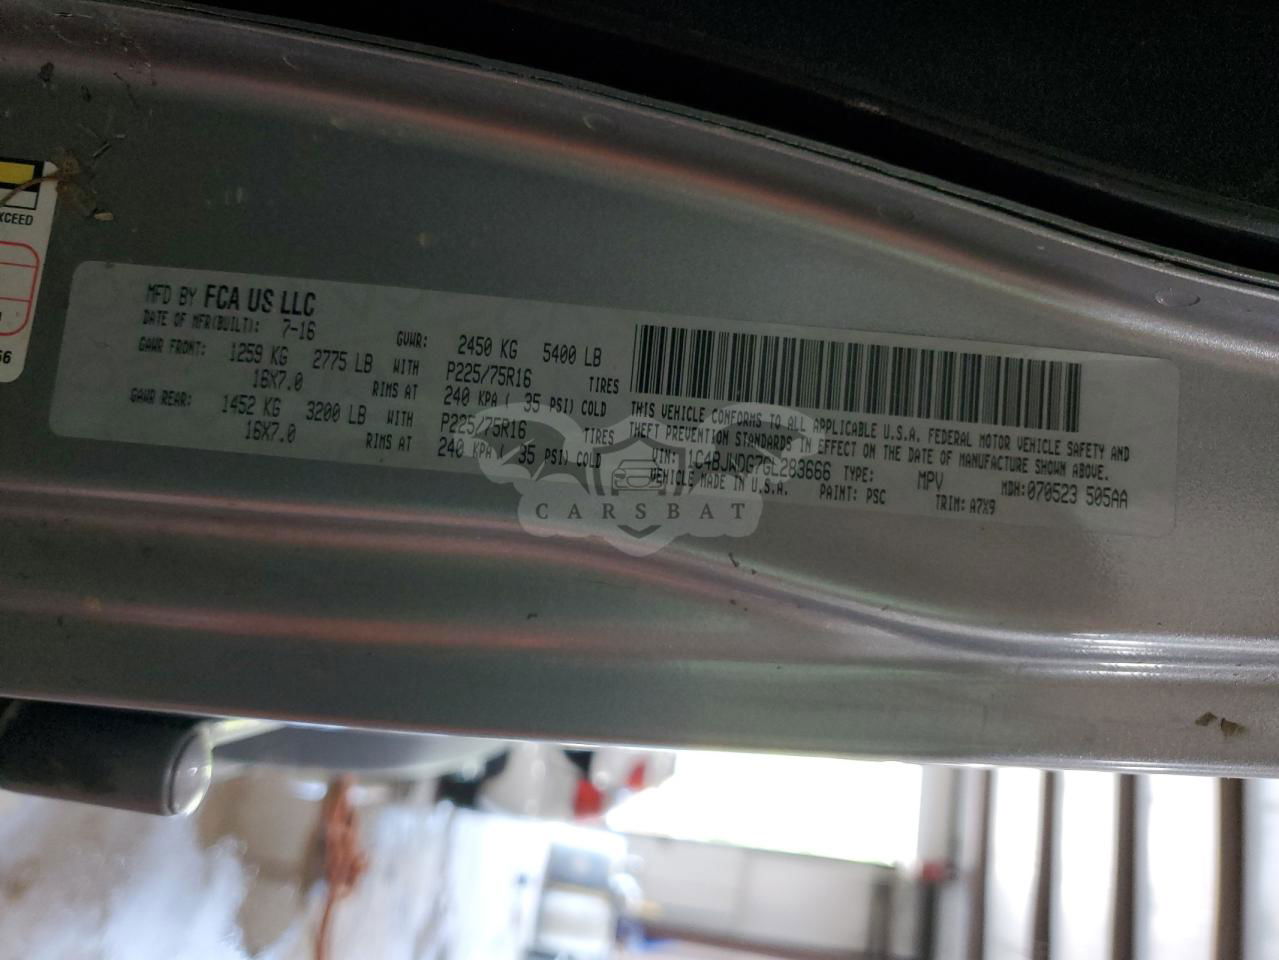 XCEED
56
MFD BY FCA US LLC
DATE OF MFR(BUILT): 7-16 GVWR: 2450 KG 5400 LB
GAWR FRONT: 1259 KG 2775 LB WITH P225/75R16 TIRES
16X7.0 RIMS AT 240 KPA ( 35 PSI) COLD
GAWR REAR: 1452 KG 3200 LB WITH P225/75R16 TIRES
16X7.0 RIMS AT 240 KPA ( 35 PSI) COLD
THIS VEHICLE CONFORMS TO ALL APPLICABLE U.S.A. FEDERAL MOTOR VEHICLE SAFETY AND
THEFT PREVENTION STANDARDS IN EFFECT ON THE DATE OF MANUFACTURE SHOWN ABOVE.
VIN: 1C4BJWDG7GL283666 TYPE: MPV MDH: 070523 505AA
VEHICLE MADE IN U.S.A. PAINT: PSC TRIM: A7X9
CARSBAT